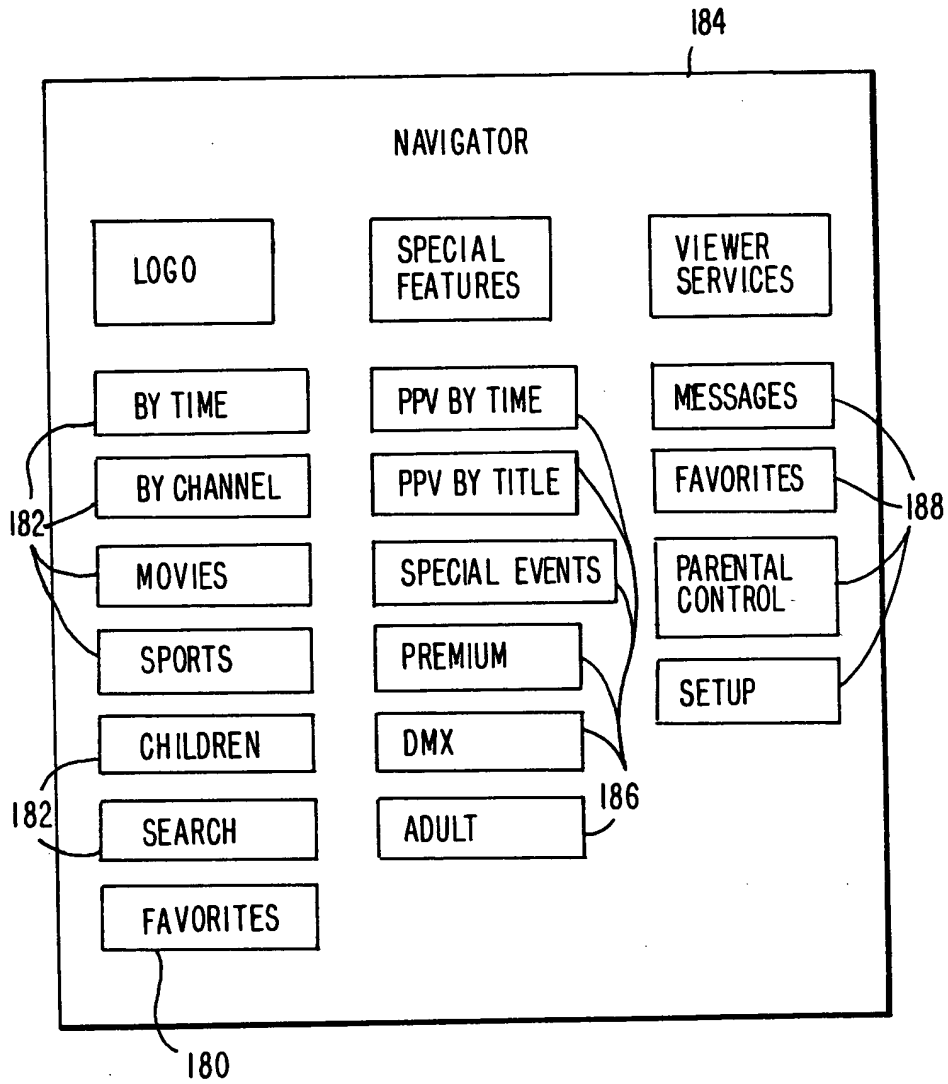 184
NAVIGATOR
LOGO
SPECIAL
FEATURES
VIEWER
SERVICES
BY TIME
PPV BY TIME
MESSAGES
BY CHANNEL
PPV BY TITLE
FAVORITES
182
188
MOVIES
SPECIAL EVENTS
PARENTAL
CONTROL
SPORTS
PREMIUM
SETUP
CHILDREN
DMX
182
186
SEARCH
ADULT
FAVORITES
180